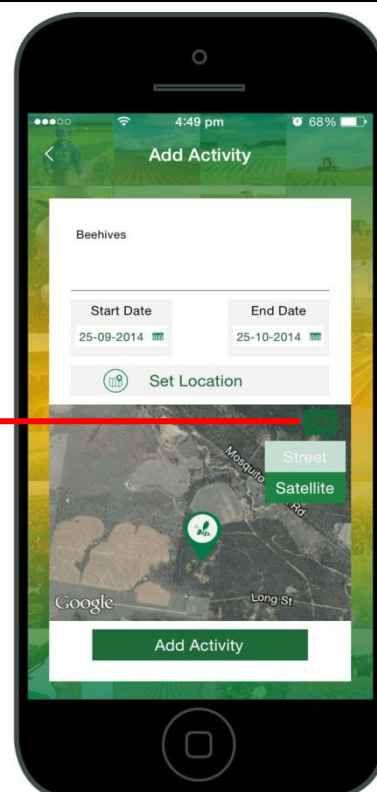 4:49 pm
68%
Add Activity
Beehives
Start Date
End Date
25-09-2014
25-10-2014
Set Location
Mosquito
Rd
Street
Satellite
Long St
Google
Add Activity